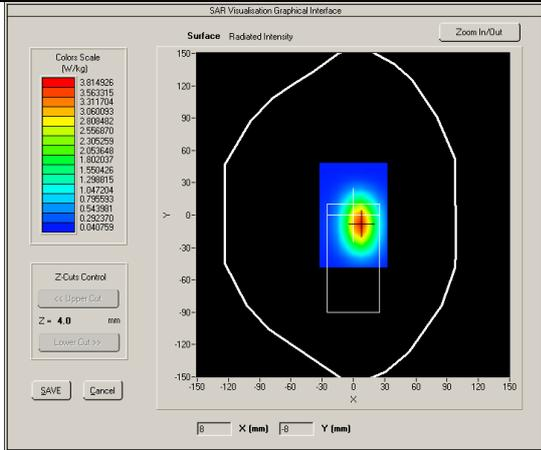 SAR Visualisation Graphical Interface
Surface Radiated Intensity
Zoom In/Out
Colors Scale
(W/kg)
3.814926
3.563315
3.311704
3.060093
2.808482
2.556870
2.305259
2.053648
1.802037
1.550426
1.298815
1.047204
0.795593
0.543981
0.292370
0.040759
Z-Cuts Control
<< Upper Cut
Z = 4.0 mm
Lower Cut >>
SAVE Cancel
150
120
90
60
30
0
-30
-60
-90
-120
-150
Y
-150 -120 -90 -60 -30 0 30 60 90 120 150
X
8 X (mm) -8 Y (mm)